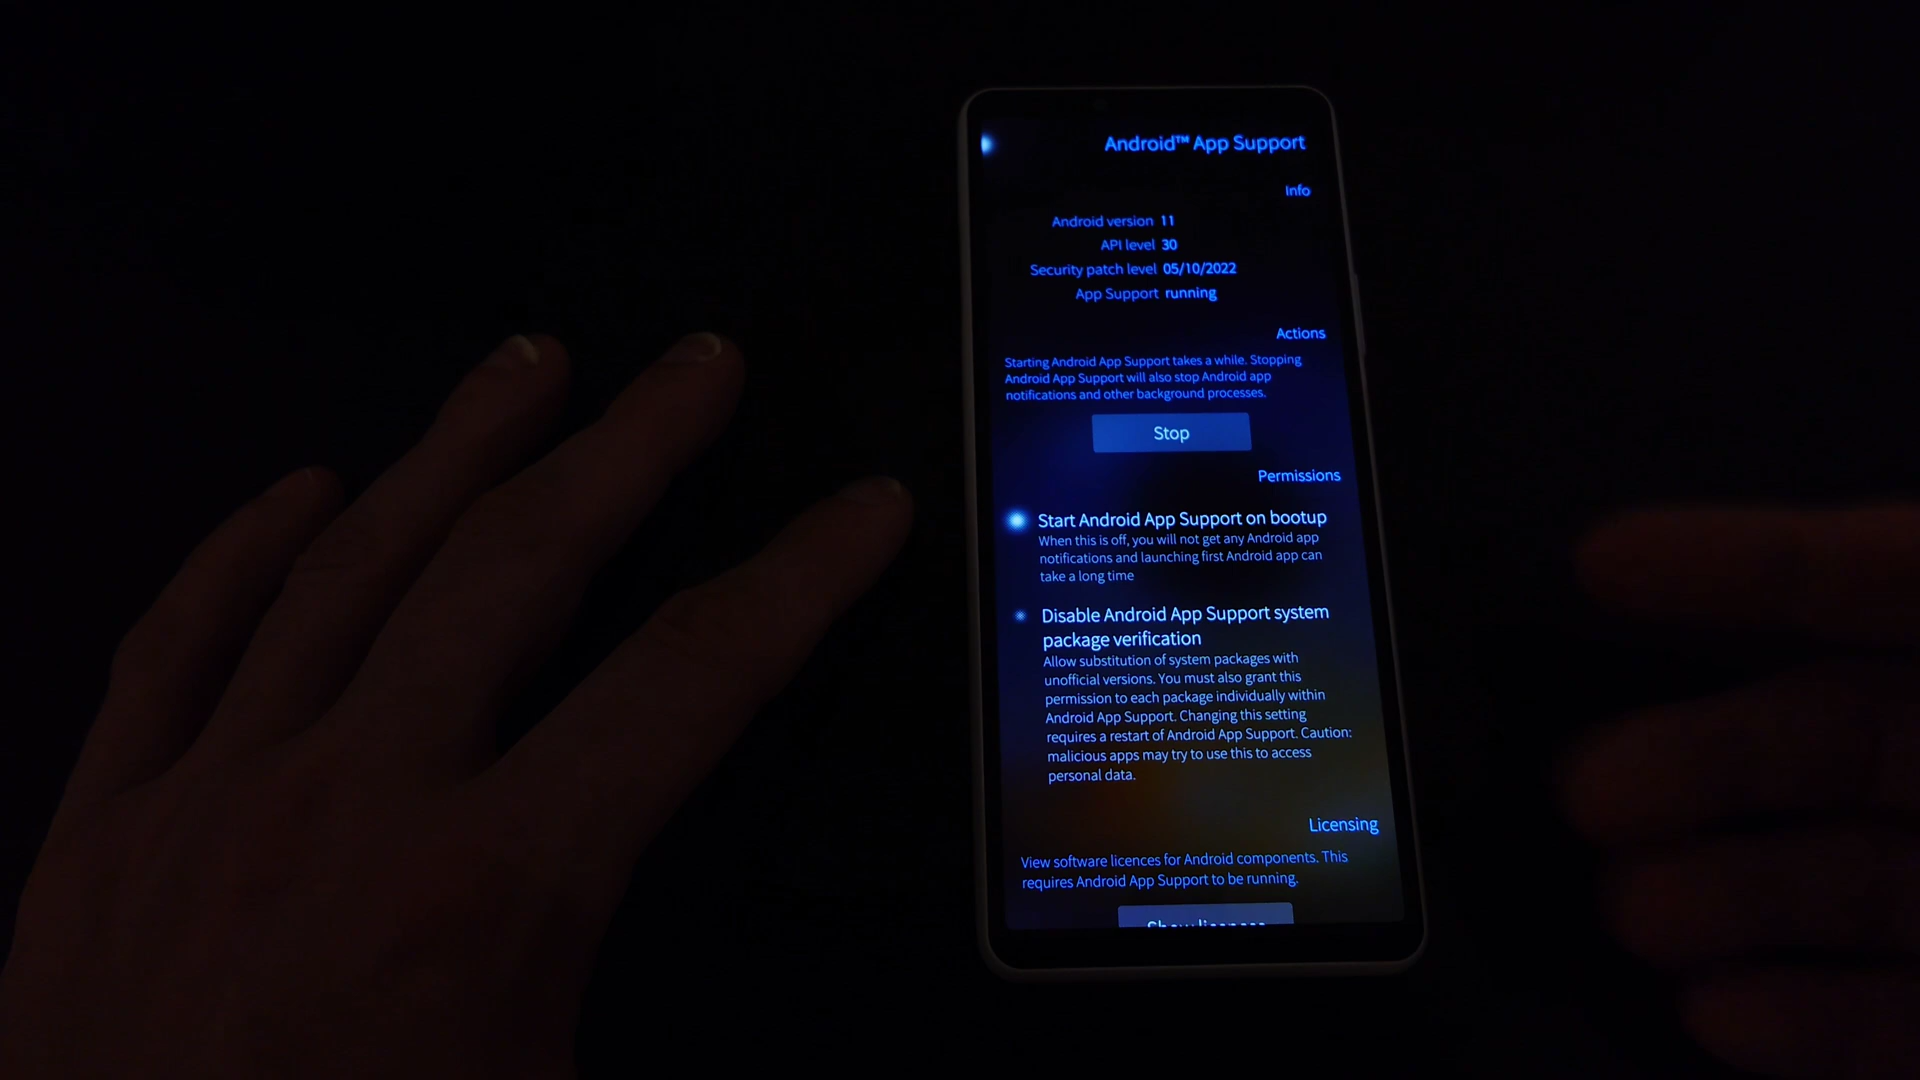 Android™ App Support
Info
Android version 11
API level 30
Security patch level 05/10/2022
App Support running
Actions
Starting Android App Support takes a while. Stopping
Android App Support will also stop Android app
notifications and other background processes.
Stop
Permissions
Start Android App Support on bootup
When this is off, you will not get any Android app
notifications and launching first Android app can
take a long time
Disable Android App Support system
package verification
Allow substitution of system packages with
unofficial versions. You must also grant this
permission to each package individually within
Android App Support. Changing this setting
requires a restart of Android App Support. Caution:
malicious apps may try to use this to access
personal data.
Licensing
View software licences for Android components. This
requires Android App Support to be running.
Show licences